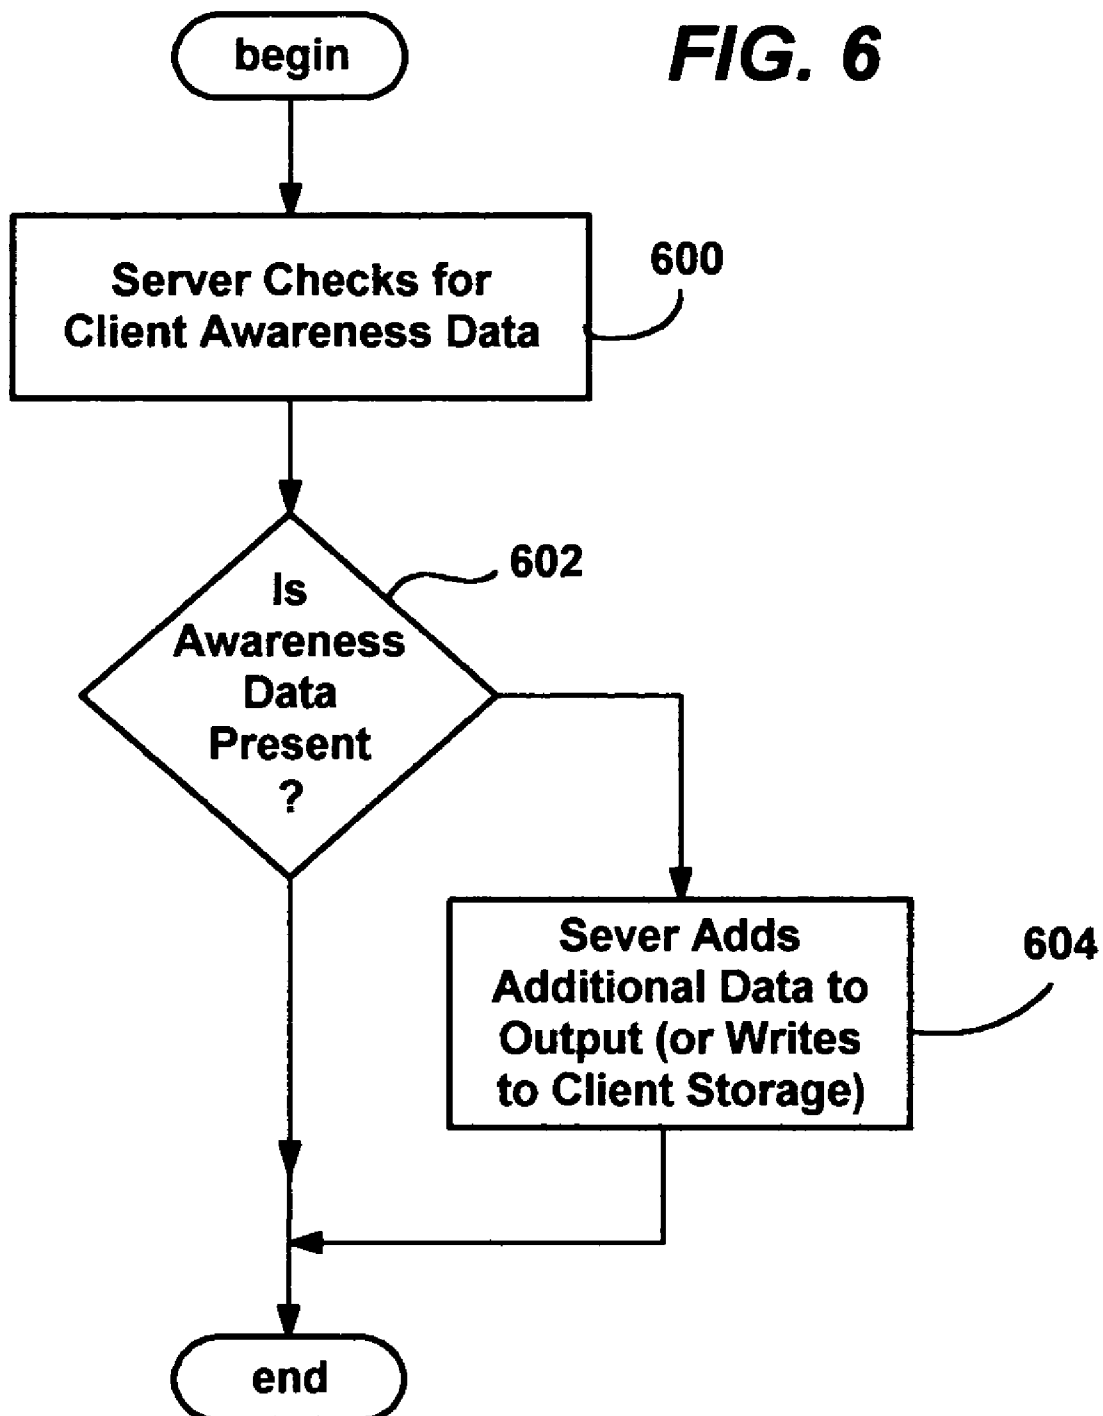 begin
FIG. 6
Server Checks for
Client Awareness Data
600
602
Is
Awareness
Data
Present
?
Sever Adds
Additional Data to
Output (or Writes
to Client Storage)
604
end